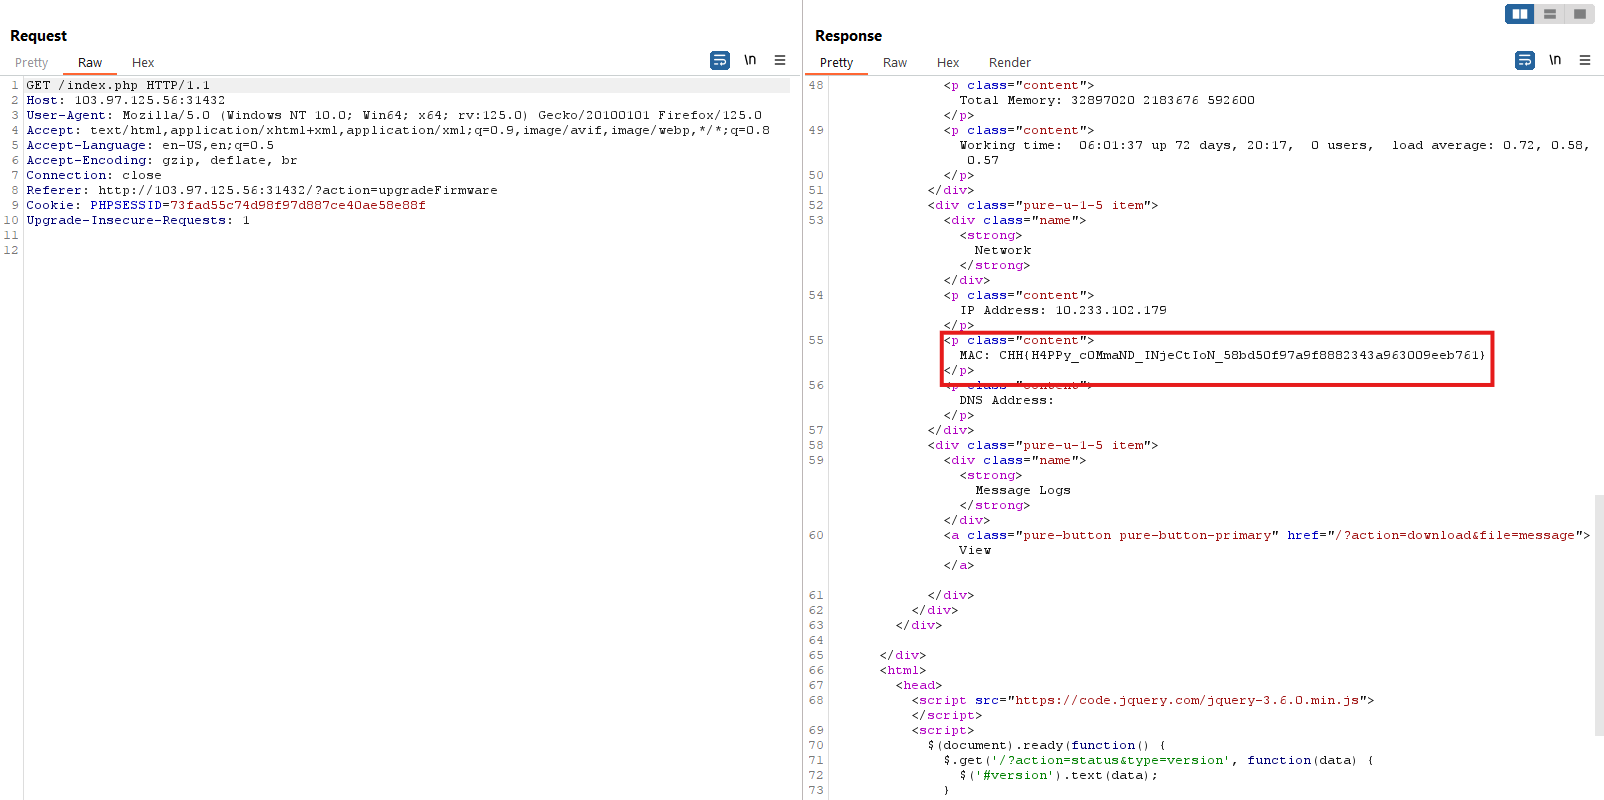 Request
Pretty Raw Hex
\n
1 GET /index.php HTTP/1.1
2 Host: 103.97.125.56:31432
3 User-Agent: Mozilla/5.0 (Windows NT 10.0; Win64; x64; rv:125.0) Gecko/20100101 Firefox/125.0
4 Accept: text/html,application/xhtml+xml,application/xml;q=0.9,image/avif,image/webp,*/*;q=0.8
5 Accept-Language: en-US,en;q=0.5
6 Accept-Encoding: gzip, deflate, br
7 Connection: close
8 Referer: http://103.97.125.56:31432/?action=upgradeFirmware
9 Cookie: PHPSESSID=73fad55c74d98f97d887ce40ae58e88f
10 Upgrade-Insecure-Requests: 1
11
12
Response
Pretty Raw Hex Render
\n
48 <p class="content">
Total Memory: 32897020 2183676 592600
</p>
49 <p class="content">
Working time:  06:01:37 up 72 days, 20:17,  0 users,  load average: 0.72, 0.58,
0.57
50 </p>
51 </div>
52 <div class="pure-u-1-5 item">
53 <div class="name">
<strong>
Network
</strong>
</div>
54 <p class="content">
IP Address: 10.233.102.179
</p>
55 <p class="content">
MAC: CHH{H4PPy_cOMmaND_INjeCtIoN_58bd50f97a9f8882343a963009eeb761}
</p>
56 <p class="content">
DNS Address:
</p>
57 </div>
58 <div class="pure-u-1-5 item">
59 <div class="name">
<strong>
Message Logs
</strong>
</div>
60 <a class="pure-button pure-button-primary" href="/?action=download&file=message">
View
</a>
61 </div>
62 </div>
63 </div>
64
65 </div>
66 <html>
67 <head>
68 <script src="https://code.jquery.com/jquery-3.6.0.min.js">
</script>
69 <script>
70 $(document).ready(function() {
71 $.get('/?action=status&type=version', function(data) {
72 $('#version').text(data);
73 }